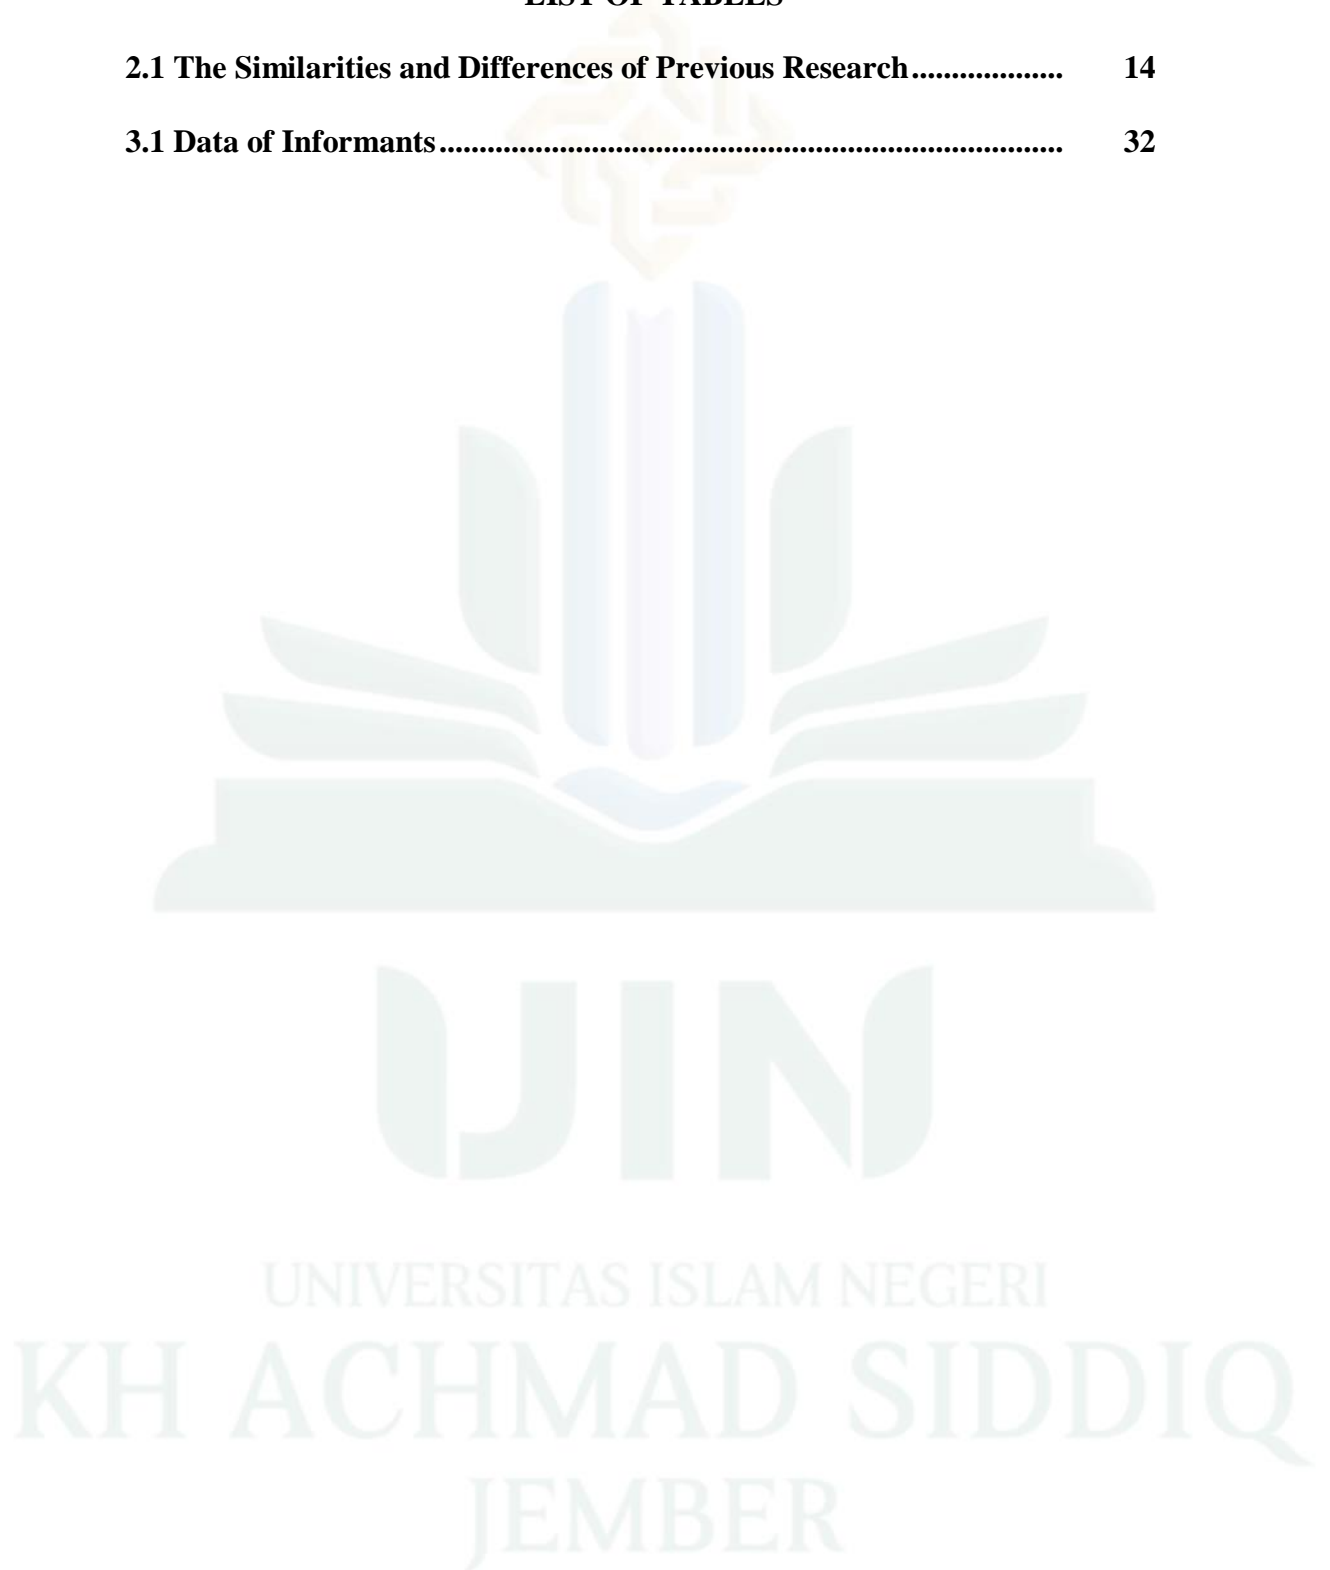 LIST OF TABLES
2.1 The Similarities and Differences of Previous Research................... 14
3.1 Data of Informants.............................................................................. 32
UIN
UNIVERSITAS ISLAM NEGERI
KH ACHMAD SIDDIQ
JEMBER